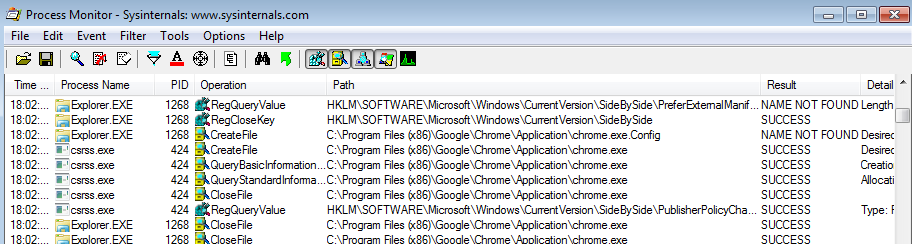 Process Monitor - Sysinternals: www.sysinternals.com
File Edit Event Filter Tools Options Help
Time ... Process Name PID Operation Path Result Detail
18:02:... Explorer.EXE 1268 RegQueryValue HKLM\SOFTWARE\Microsoft\Windows\CurrentVersion\SideBySide\PreferExternalManif... NAME NOT FOUND Length
18:02:... Explorer.EXE 1268 RegCloseKey HKLM\SOFTWARE\Microsoft\Windows\CurrentVersion\SideBySide SUCCESS
18:02:... Explorer.EXE 1268 CreateFile C:\Program Files (x86)\Google\Chrome\Application\chrome.exe.Config NAME NOT FOUND Desired
18:02:... csrss.exe 424 CreateFile C:\Program Files (x86)\Google\Chrome\Application\chrome.exe SUCCESS Desired
18:02:... csrss.exe 424 QueryBasicInformation... C:\Program Files (x86)\Google\Chrome\Application\chrome.exe SUCCESS Creation
18:02:... csrss.exe 424 QueryStandardInforma... C:\Program Files (x86)\Google\Chrome\Application\chrome.exe SUCCESS Allocati
18:02:... csrss.exe 424 CloseFile C:\Program Files (x86)\Google\Chrome\Application\chrome.exe SUCCESS
18:02:... csrss.exe 424 RegQueryValue HKLM\SOFTWARE\Microsoft\Windows\CurrentVersion\SideBySide\PublisherPolicyCha... SUCCESS Type: F
18:02:... Explorer.EXE 1268 CloseFile C:\Program Files (x86)\Google\Chrome\Application\chrome.exe SUCCESS
18:02:... Explorer.EXE 1268 CloseFile C:\Program Files (x86)\Google\Chrome\Application\chrome.exe SUCCESS